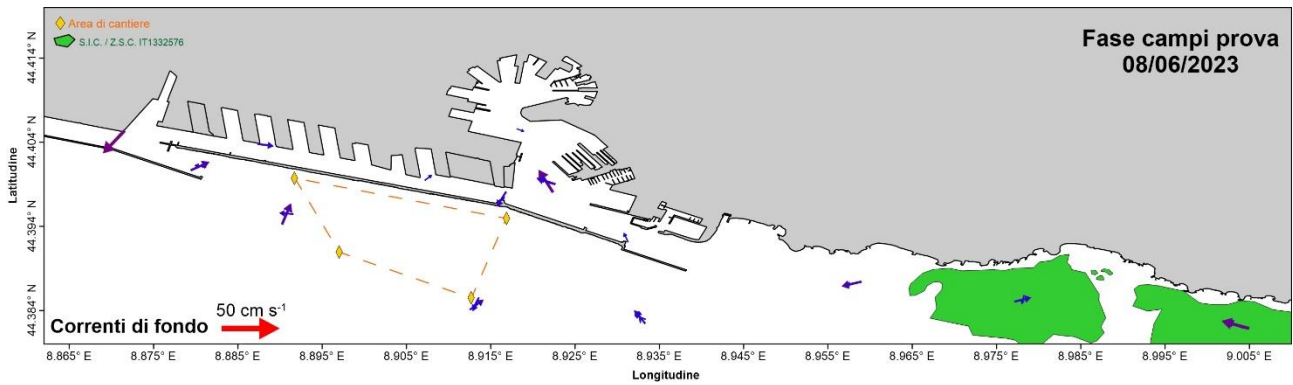 Area di cantiere
S.I.C. / Z.S.C. IT1332576
Fase campi prova
08/06/2023
Latitudine
44.414° N
44.404° N
44.394° N
44.384° N
50 cm s⁻¹
Correnti di fondo
8.865° E
8.875° E
8.885° E
8.895° E
8.905° E
8.915° E
8.925° E
8.935° E
8.945° E
8.955° E
8.965° E
8.975° E
8.985° E
8.995° E
9.005° E
Longitudine